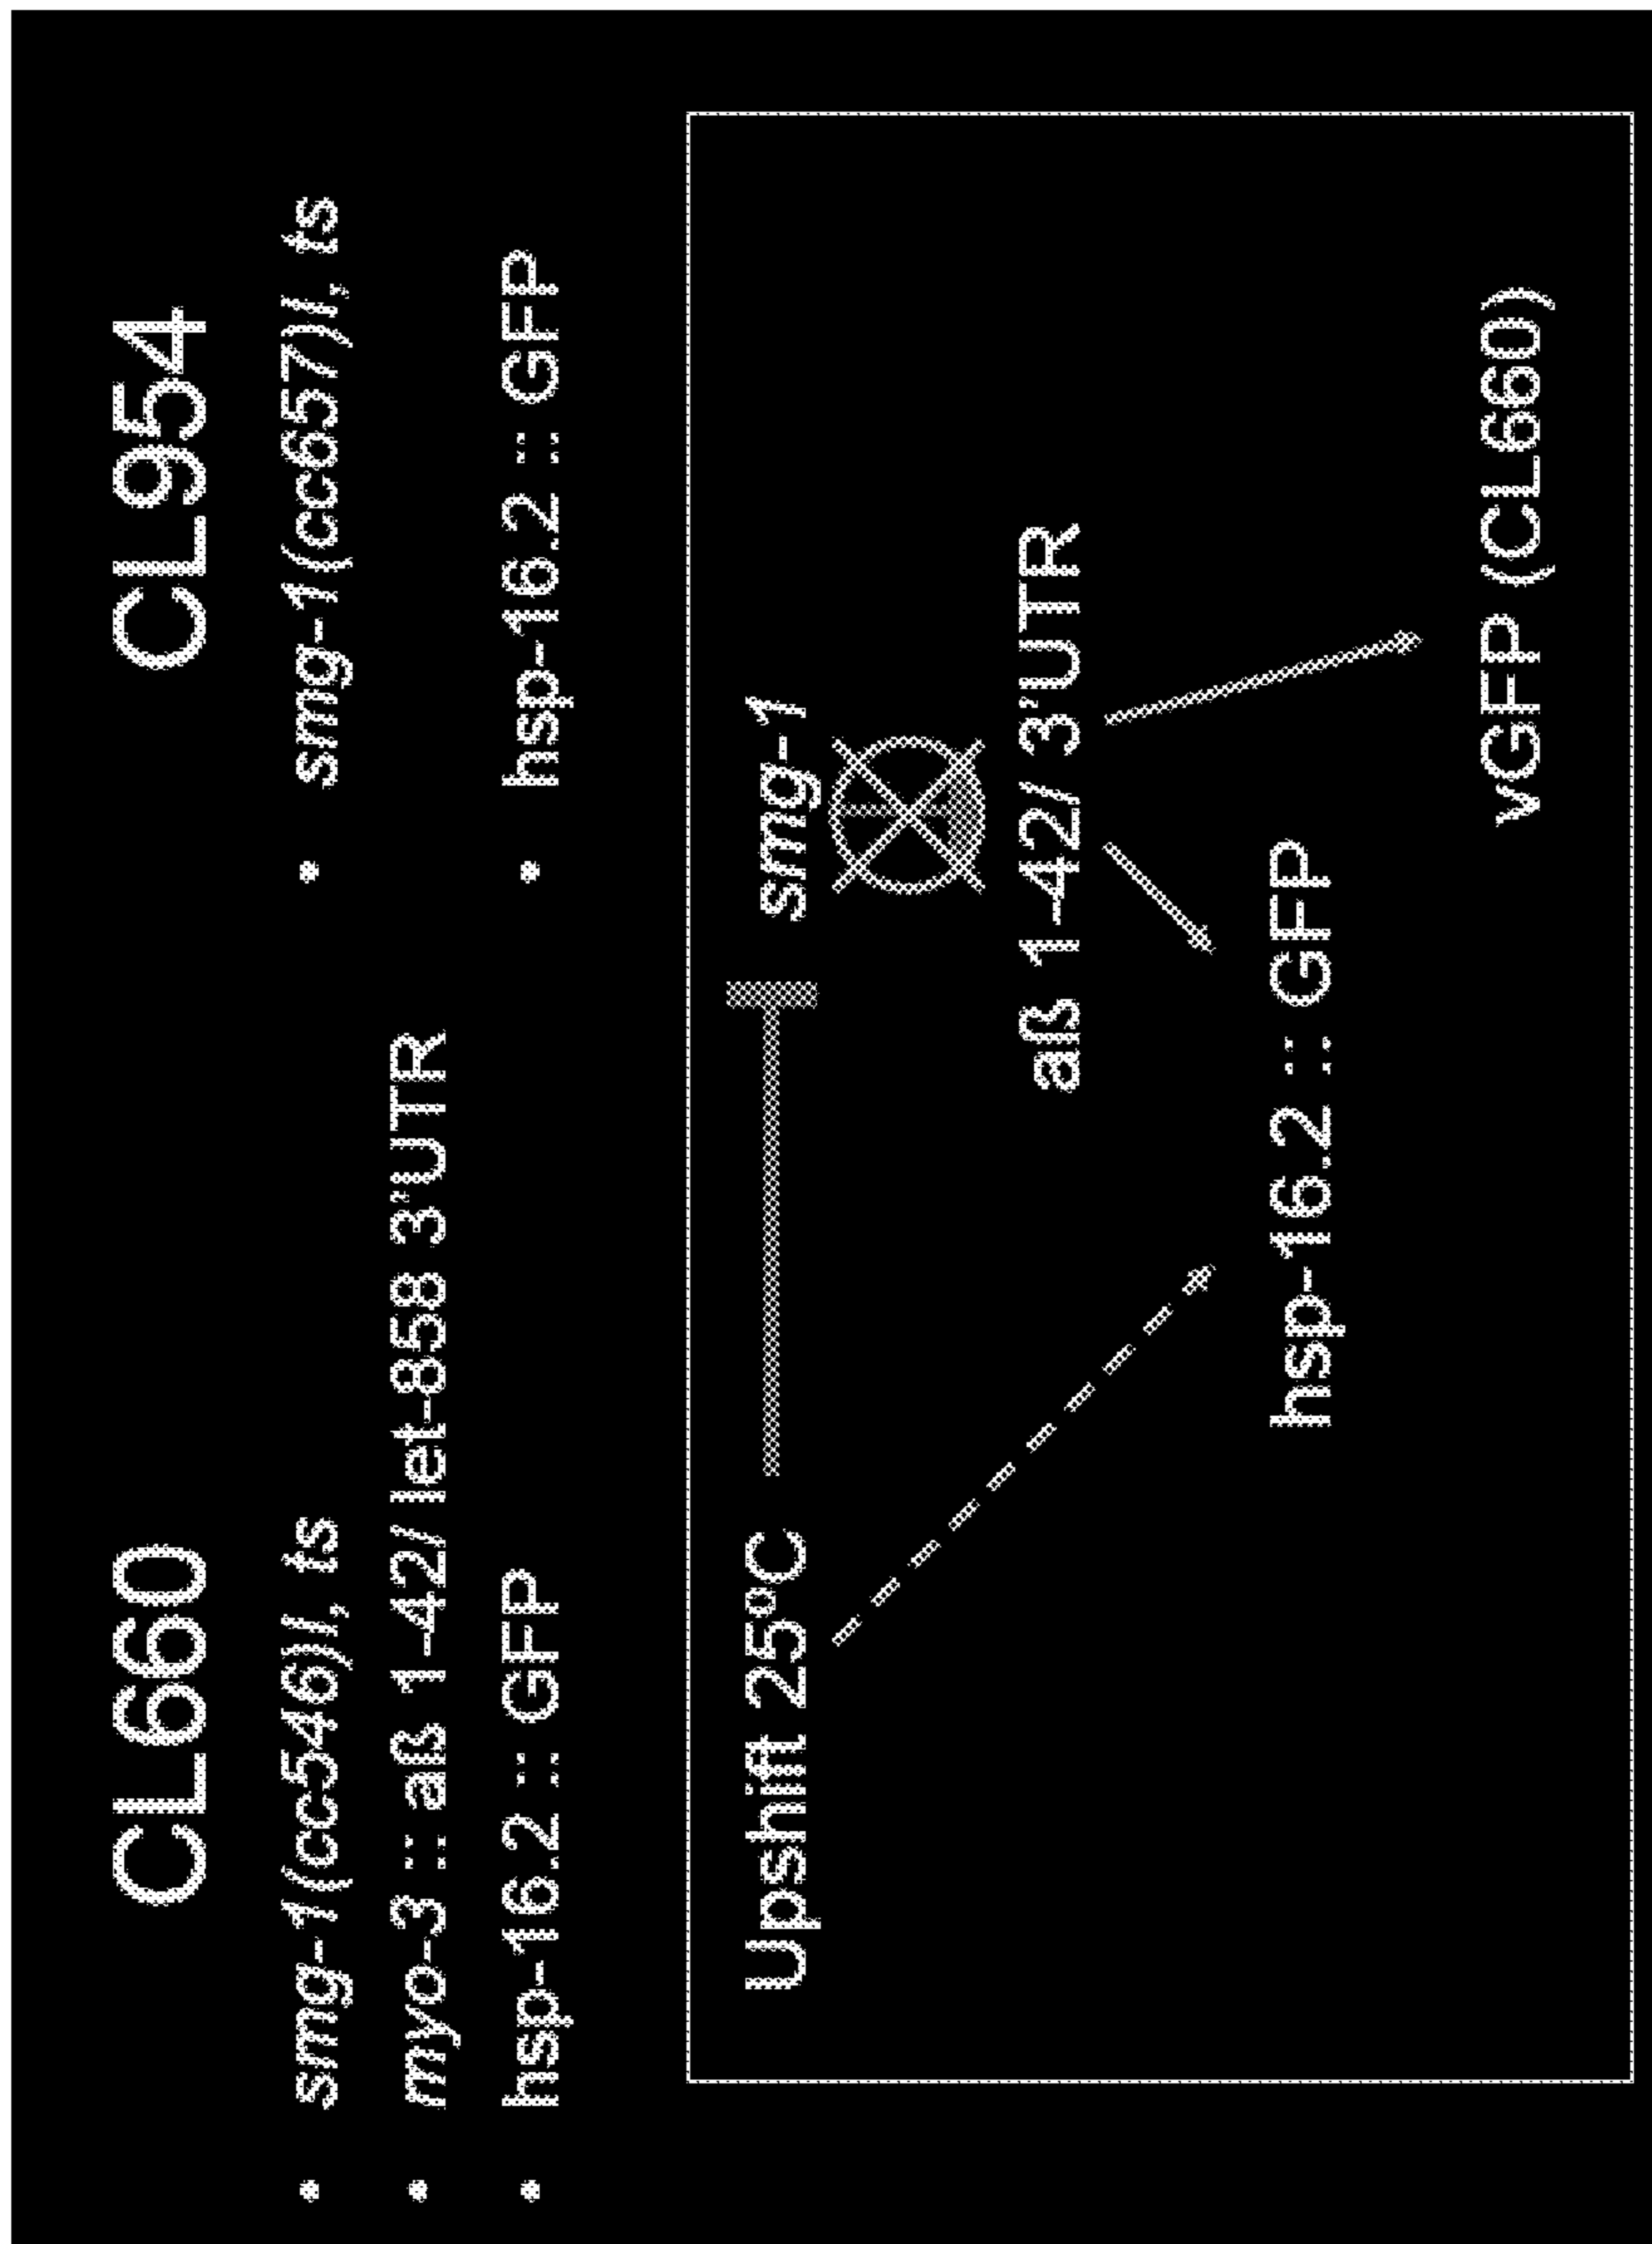 CL660
• smg-1(cc546)I, ts
• myo-3 :: aß 1-42/ let-858 3'UTR
• hsp-16.2 :: GFP
CL954
• smg-1(cc657)I, ts
• hsp-16.2 :: GFP
Upshift 25ºC
smg-1
aß 1-42/ 3'UTR
hsp-16.2 :: GFP
vGFP (CL660)